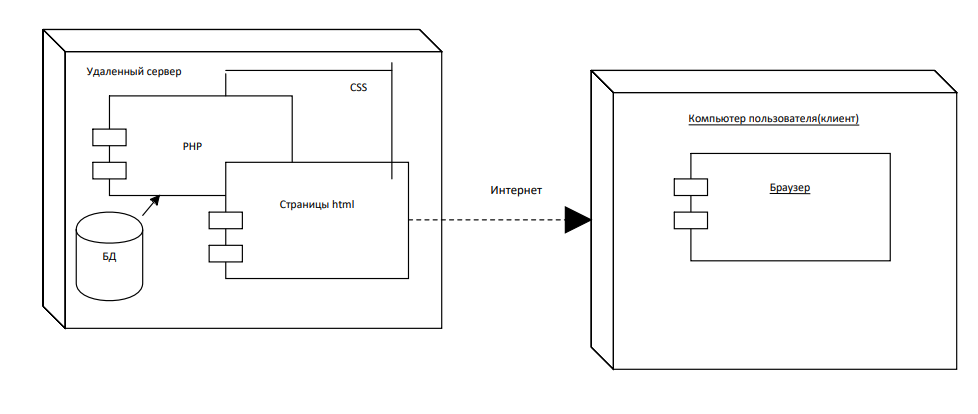 Удаленный сервер
CSS
PHP
Страницы html
БД
Интернет
Компьютер пользователя(клиент)
Браузер